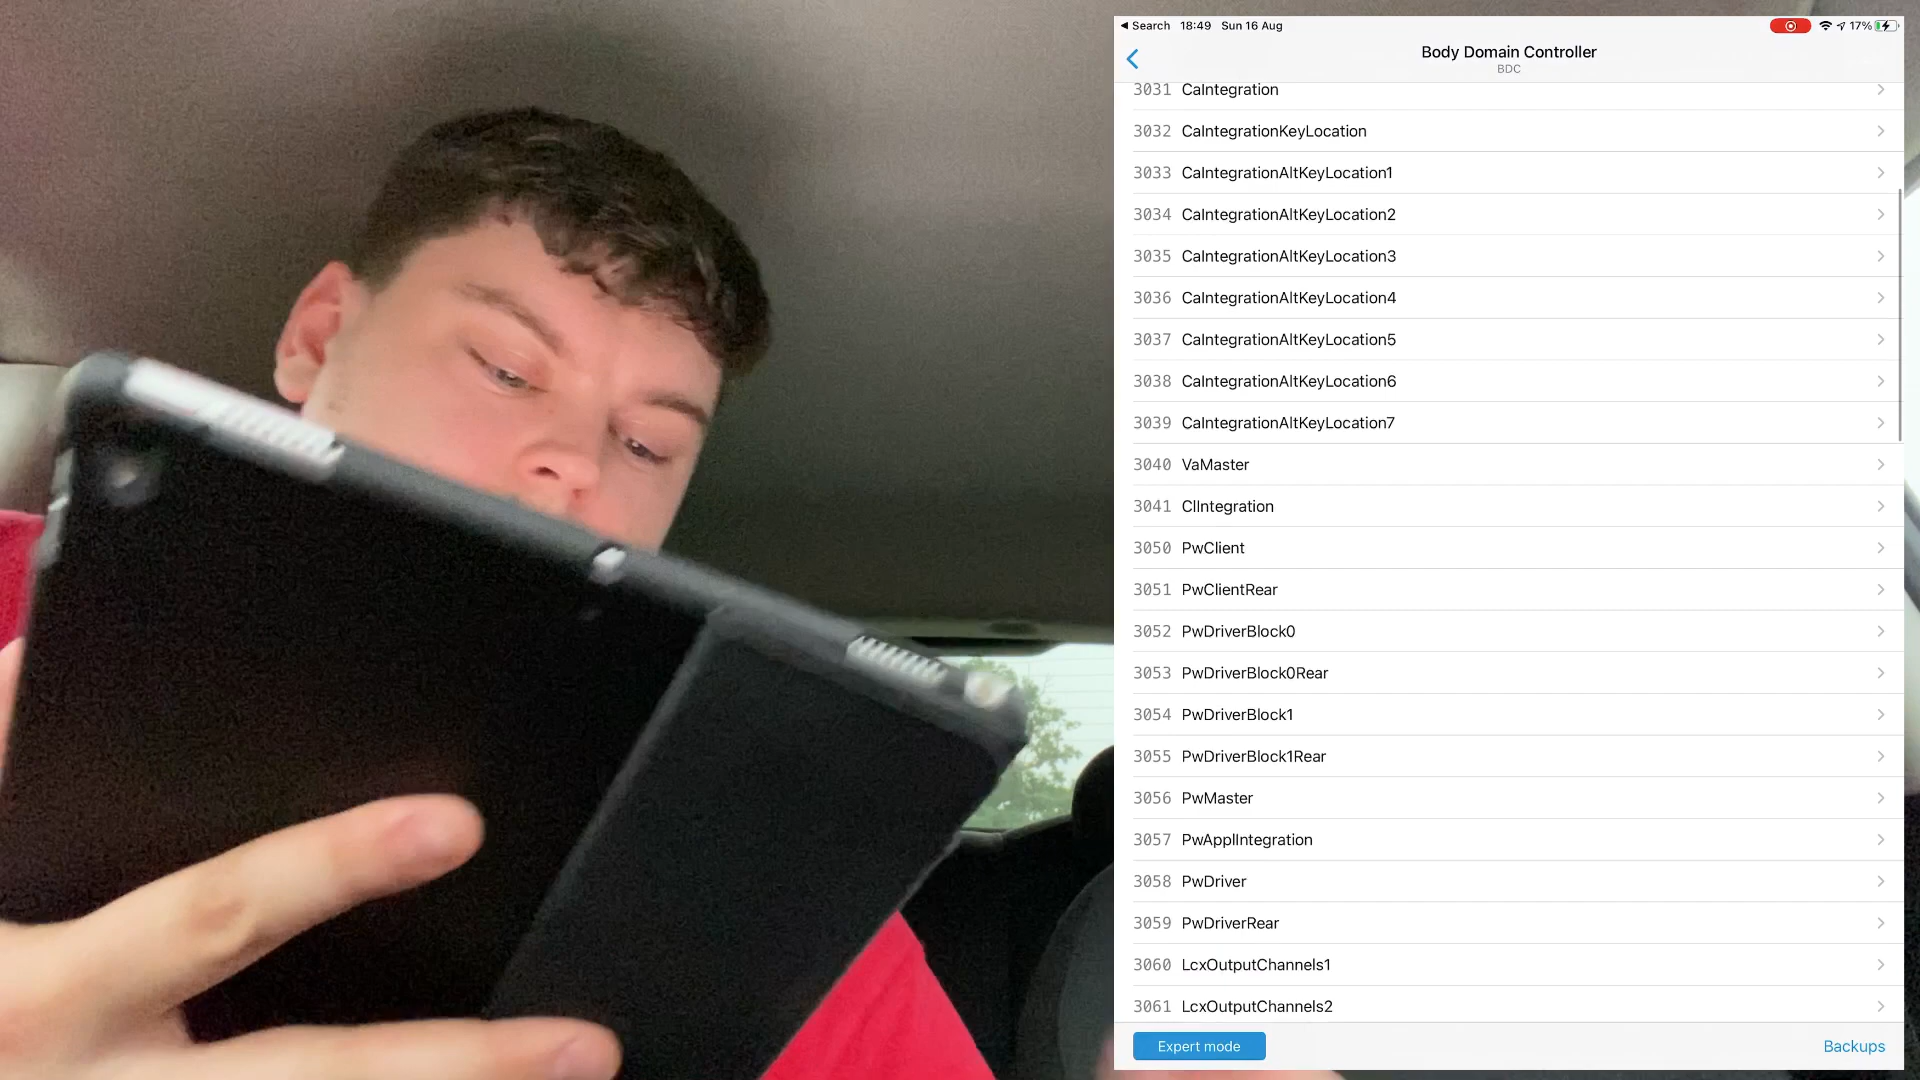 Search 18:49 Sun 16 Aug 17%
Body Domain Controller
BDC
3031 CaIntegration
3032 CaIntegrationKeyLocation
3033 CaIntegrationAltKeyLocation1
3034 CaIntegrationAltKeyLocation2
3035 CaIntegrationAltKeyLocation3
3036 CaIntegrationAltKeyLocation4
3037 CaIntegrationAltKeyLocation5
3038 CaIntegrationAltKeyLocation6
3039 CaIntegrationAltKeyLocation7
3040 VaMaster
3041 ClIntegration
3050 PwClient
3051 PwClientRear
3052 PwDriverBlock0
3053 PwDriverBlock0Rear
3054 PwDriverBlock1
3055 PwDriverBlock1Rear
3056 PwMaster
3057 PwApplIntegration
3058 PwDriver
3059 PwDriverRear
3060 LcxOutputChannels1
3061 LcxOutputChannels2
Expert mode Backups